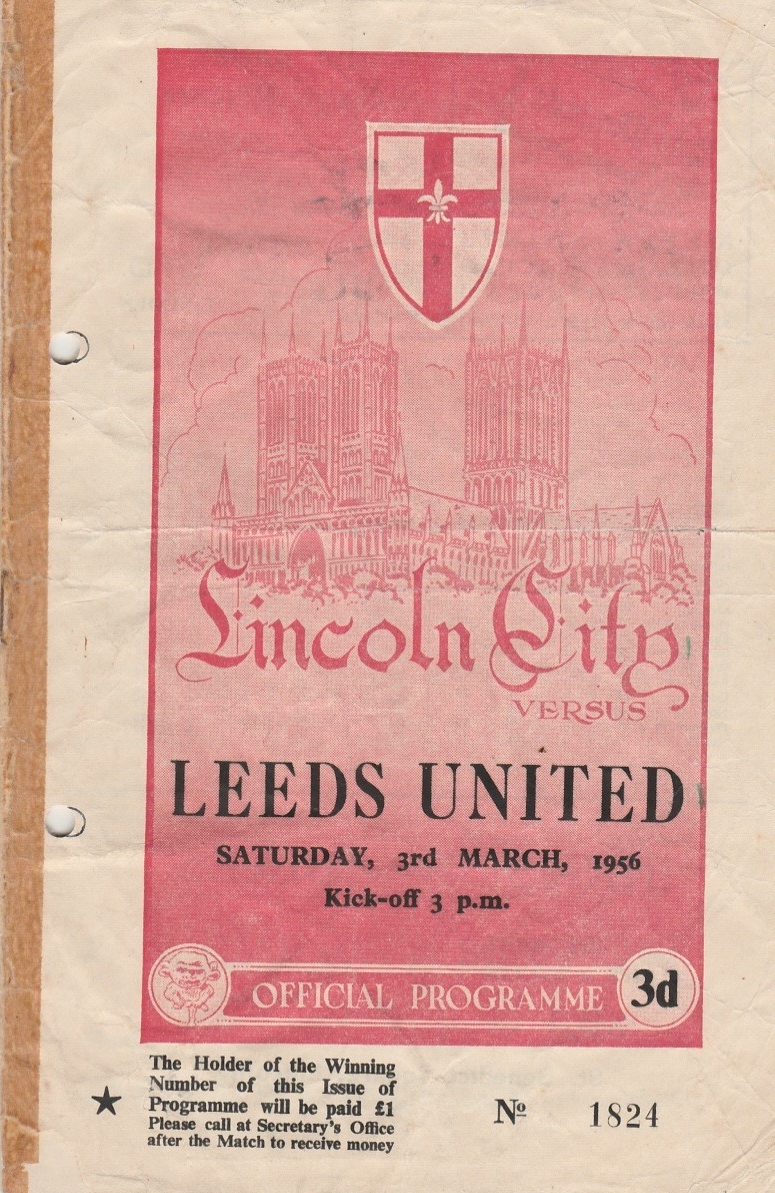 Lincoln City
VERSUS
LEEDS UNITED
SATURDAY, 3rd MARCH, 1956
Kick-off 3 p.m.
OFFICIAL PROGRAMME 3d
The Holder of the Winning
Number of this Issue of
★ Programme will be paid £1
Please call at Secretary's Office
after the Match to receive money
Nº 1824